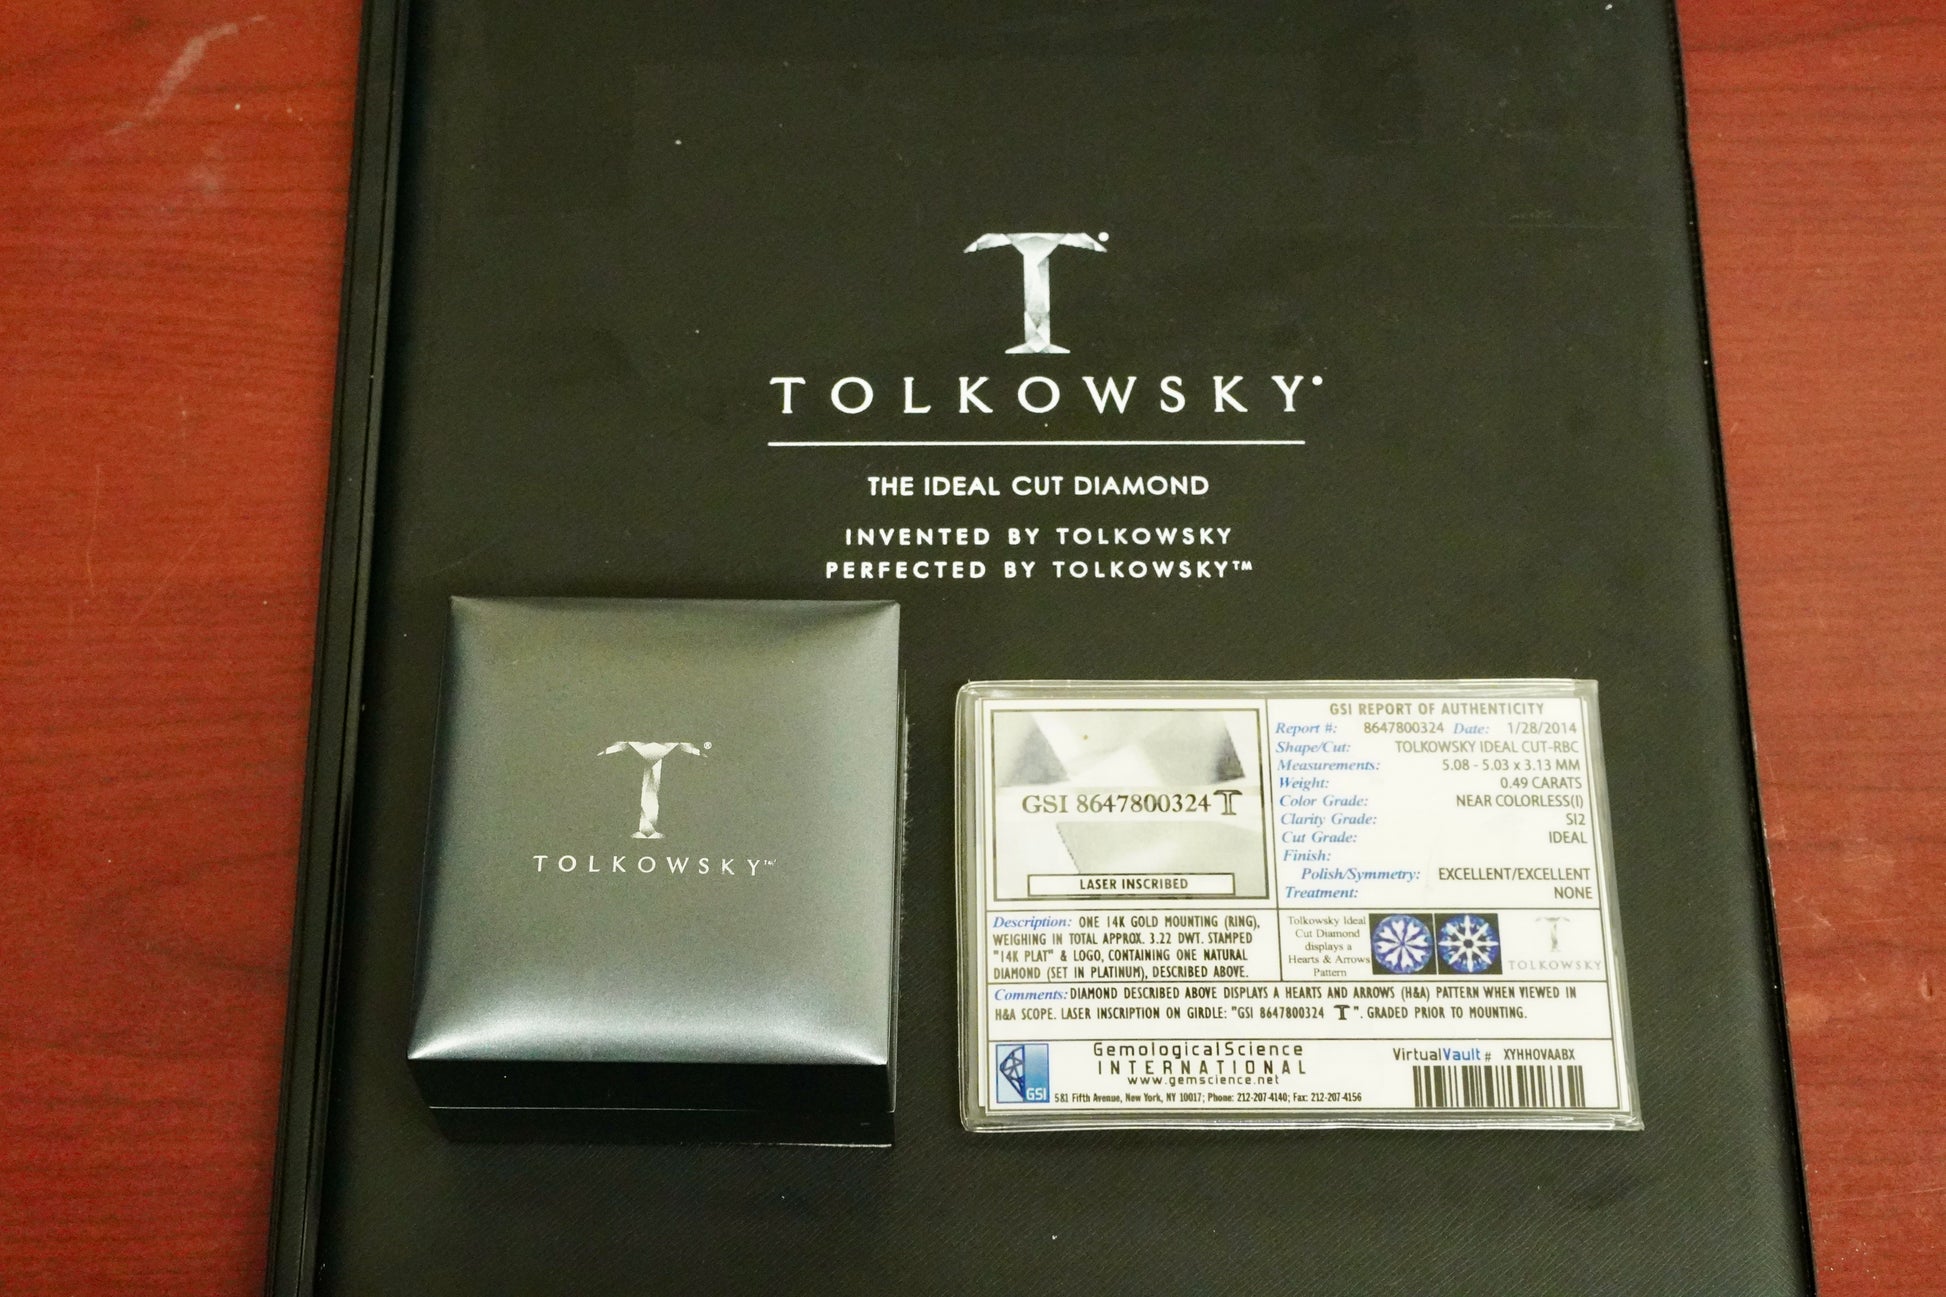 T
TOLKOWSKY
THE IDEAL CUT DIAMOND
INVENTED BY TOLKOWSKY
PERFECTED BY TOLKOWSKY™
T®
TOLKOWSKY™
GSI 8647800324 T
LASER INSCRIBED
GSI REPORT OF AUTHENTICITY
Report #: 8647800324 Date: 1/28/2014
Shape/Cut: TOLKOWSKY IDEAL CUT-RBC
Measurements: 5.08 - 5.03 x 3.13 MM
Weight: 0.49 CARATS
Color Grade: NEAR COLORLESS(I)
Clarity Grade: SI2
Cut Grade: IDEAL
Finish:
Polish/Symmetry: EXCELLENT/EXCELLENT
Treatment: NONE
Description: ONE 14K GOLD MOUNTING (RING),
WEIGHING IN TOTAL APPROX. 3.22 DWT. STAMPED
"14K PLAT" & LOGO, CONTAINING ONE NATURAL
DIAMOND (SET IN PLATINUM), DESCRIBED ABOVE.
Tolkowsky Ideal
Cut Diamond
displays a
Hearts & Arrows
Pattern
T
TOLKOWSKY
Comments: DIAMOND DESCRIBED ABOVE DISPLAYS A HEARTS AND ARROWS (H&A) PATTERN WHEN VIEWED IN
H&A SCOPE. LASER INSCRIPTION ON GIRDLE: "GSI 8647800324 T". GRADED PRIOR TO MOUNTING.
GSI
GemologicalScience
INTERNATIONAL
www.gemscience.net
581 Fifth Avenue, New York, NY 10017; Phone: 212-207-4140; Fax: 212-207-4156
VirtualVault # XYHHOVAABX